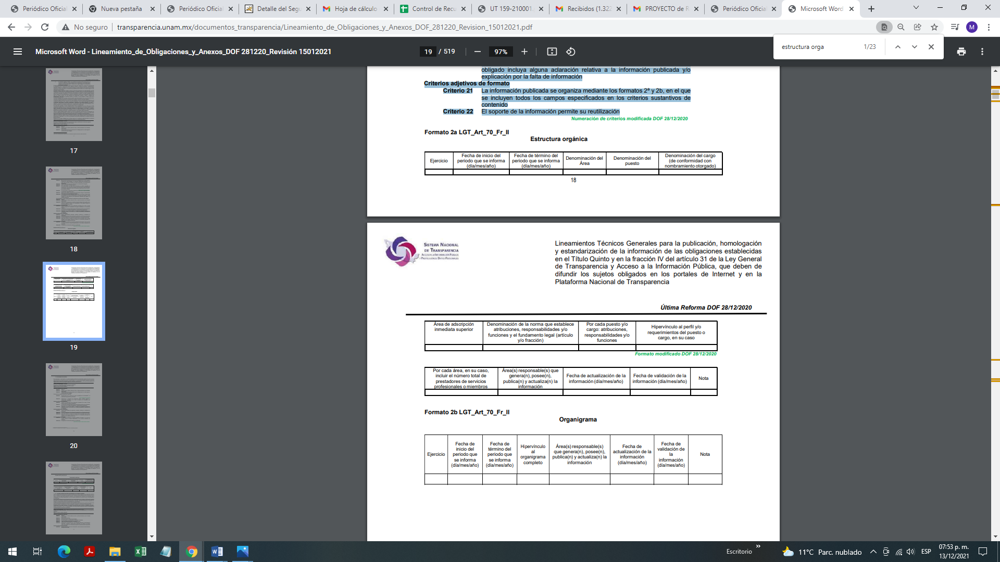 Periódico Oficial
Nueva pestaña
Periódico Oficial
Detalle del Segu
Hoja de cálculo
Control de Recu
UT 159-210001
Recibidos (1.322
PROYECTO de R
Periódico Oficial
Microsoft Word
No seguro
transparencia.unam.mx/documentos_transparencia/Lineamiento_de_Obligaciones_y_Anexos_DOF_281220_Revision_15012021.pdf
M
Microsoft Word - Lineamiento_de_Obligaciones_y_Anexos_DOF 281220_Revisión 15012021
19 / 519
97%
estructura orga 1/23
17
18
19
20
obligado incluya alguna aclaración relativa a la información publicada y/o
explicación por la falta de información
Criterios adjetivos de formato
Criterio 21 La información publicada se organiza mediante los formatos 2ª y 2b, en el que
se incluyen todos los campos especificados en los criterios sustantivos de
contenido
Criterio 22 El soporte de la información permite su reutilización
Numeración de criterios modificada DOF 28/12/2020
Formato 2a LGT_Art_70_Fr_II
Estructura orgánica
Ejercicio
Fecha de inicio del
periodo que se informa
(día/mes/año)
Fecha de término del
periodo que se informa
(día/mes/año)
Denominación del
Área
Denominación del
puesto
Denominación del cargo
(de conformidad con
nombramiento otorgado)
18
SISTEMA NACIONAL
DE TRANSPARENCIA
ACCESO A LA INFORMACIÓN PÚBLICA
Y PROTECCIÓN DE DATOS PERSONALES
Lineamientos Técnicos Generales para la publicación, homologación
y estandarización de la información de las obligaciones establecidas
en el Título Quinto y en la fracción IV del artículo 31 de la Ley General
de Transparencia y Acceso a la Información Pública, que deben de
difundir los sujetos obligados en los portales de Internet y en la
Plataforma Nacional de Transparencia
Última Reforma DOF 28/12/2020
Área de adscripción
inmediata superior
Denominación de la norma que establece
atribuciones, responsabilidades y/o
funciones y el fundamento legal (artículo
y/o fracción)
Por cada puesto y/o
cargo: atribuciones,
responsabilidades y/o
funciones
Hipervínculo al perfil y/o
requerimientos del puesto o
cargo, en su caso
Formato modificado DOF 28/12/2020
Por cada área, en su caso,
incluir el número total de
prestadores de servicios
profesionales o miembros
Área(s) responsable(s) que
genera(n), posee(n),
publica(n) y actualiza(n) la
información
Fecha de actualización de la
información (día/mes/año)
Fecha de validación de la
información (día/mes/año)
Nota
Formato 2b LGT_Art_70_Fr_II
Organigrama
Ejercicio
Fecha de
inicio del
periodo que
se informa
(día/mes/año)
Fecha de
término del
periodo que
se informa
(día/mes/año)
Hipervínculo
al
organigrama
completo
Área(s) responsable(s)
que genera(n), posee(n),
publica(n) y actualiza(n) la
información
Fecha de
actualización de la
información
(día/mes/año)
Fecha de
validación de
la
información
(día/mes/año)
Nota
Escritorio
11°C Parc. nublado
ESP
07:53 p. m.
13/12/2021